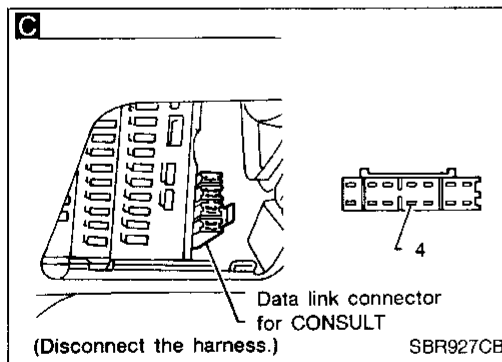 C
4
Data link connector
for CONSULT
(Disconnect the harness.)
SBR927CB